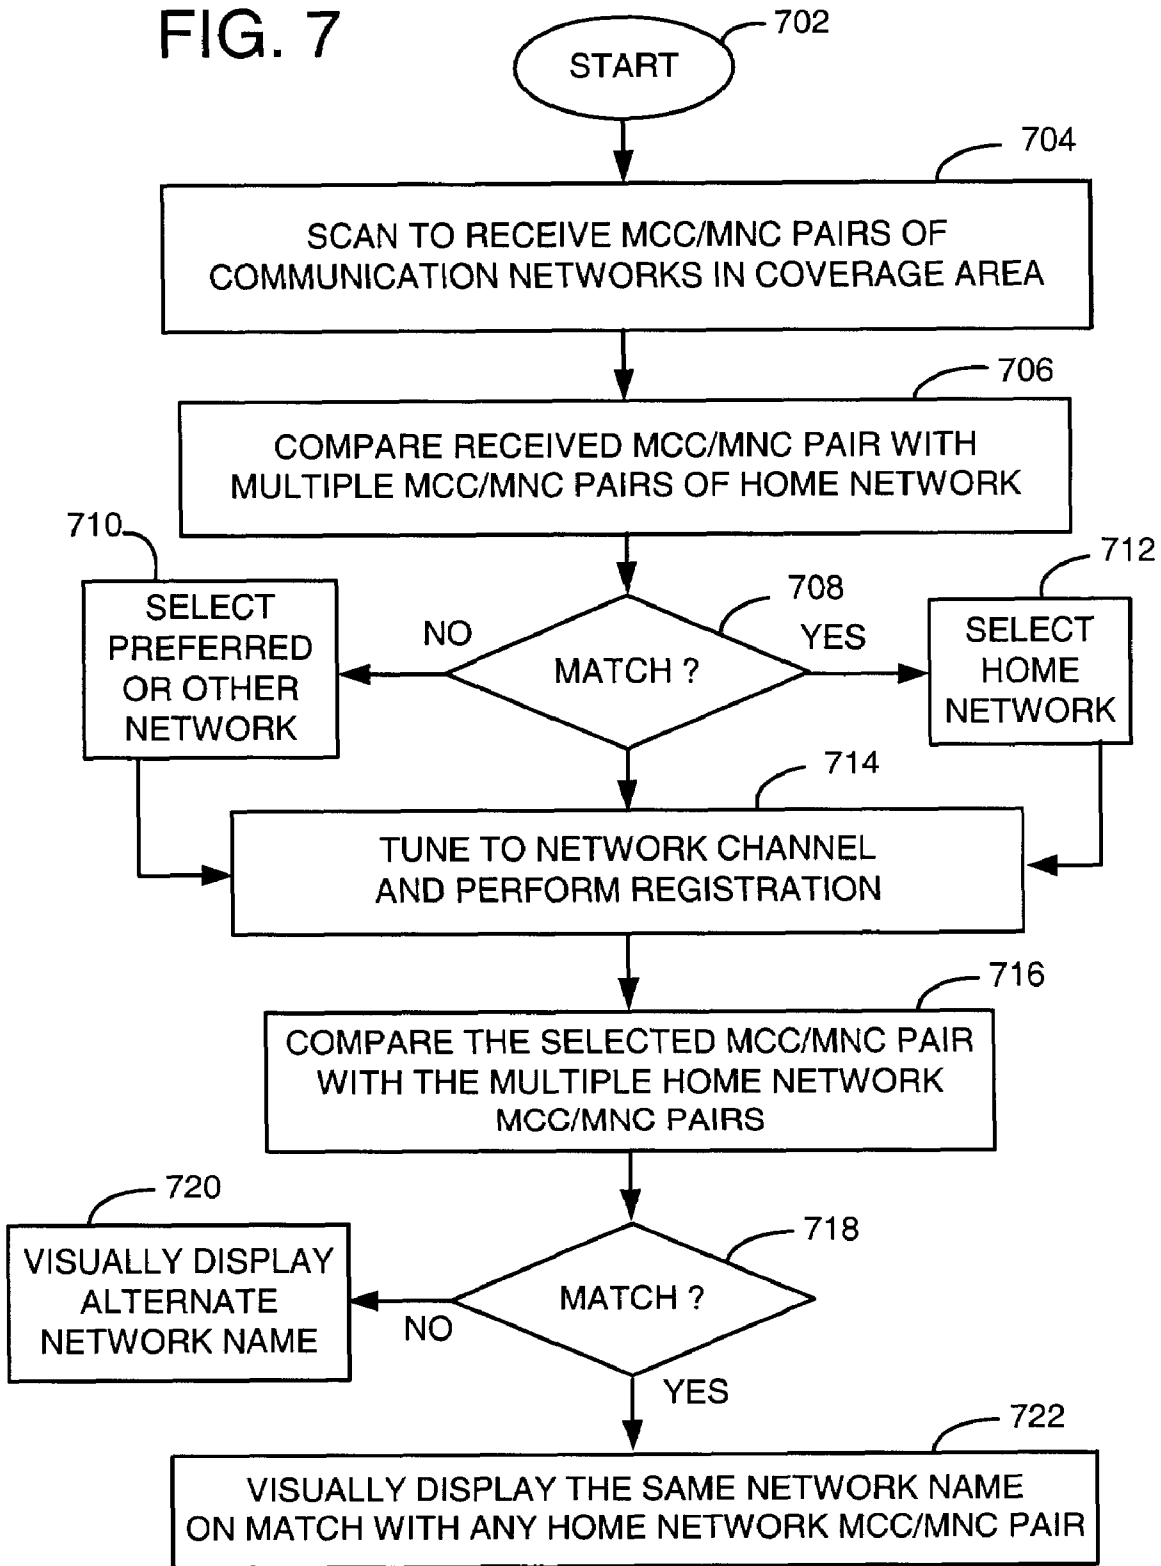 FIG. 7
702
START
704
SCAN TO RECEIVE MCC/MNC PAIRS OF
COMMUNICATION NETWORKS IN COVERAGE AREA
706
COMPARE RECEIVED MCC/MNC PAIR WITH
MULTIPLE MCC/MNC PAIRS OF HOME NETWORK
710
SELECT
PREFERRED
OR OTHER
NETWORK
NO
708
MATCH ?
YES
712
SELECT
HOME
NETWORK
714
TUNE TO NETWORK CHANNEL
AND PERFORM REGISTRATION
716
COMPARE THE SELECTED MCC/MNC PAIR
WITH THE MULTIPLE HOME NETWORK
MCC/MNC PAIRS
720
VISUALLY DISPLAY
ALTERNATE
NETWORK NAME
NO
718
MATCH ?
YES
722
VISUALLY DISPLAY THE SAME NETWORK NAME
ON MATCH WITH ANY HOME NETWORK MCC/MNC PAIR